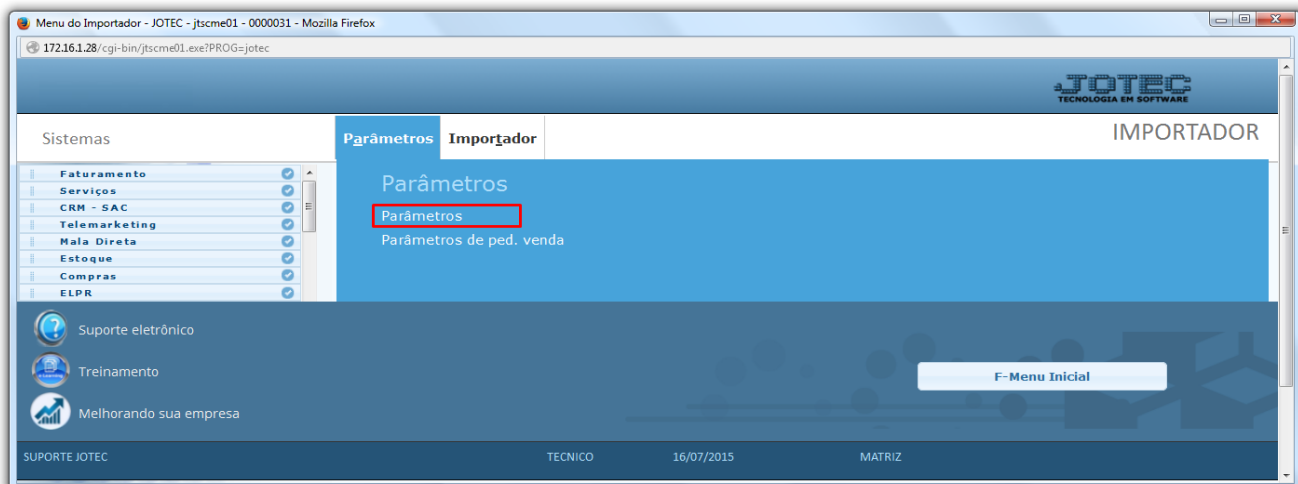 Menu do Importador - JOTEC - jtscme01 - 0000031 - Mozilla Firefox
172.16.1.28/cgi-bin/jtscme01.exe?PROG=jotec
JOTEC
TECNOLOGIA EM SOFTWARE
Sistemas
Parâmetros Importador
IMPORTADOR
Faturamento
Serviços
CRM - SAC
Telemarketing
Mala Direta
Estoque
Compras
ELPR
Parâmetros
Parâmetros
Parâmetros de ped. venda
Suporte eletrônico
Treinamento
Melhorando sua empresa
F-Menu Inicial
SUPORTE JOTEC TECNICO 16/07/2015 MATRIZ